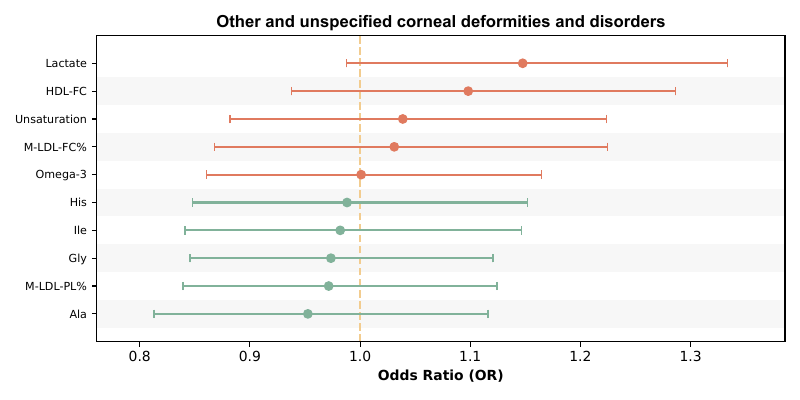 Other and unspecified corneal deformities and disorders
Lactate
HDL-FC
Unsaturation
M-LDL-FC%
Omega-3
His
Ile
Gly
M-LDL-PL%
Ala
0.8 0.9 1.0 1.1 1.2 1.3
Odds Ratio (OR)